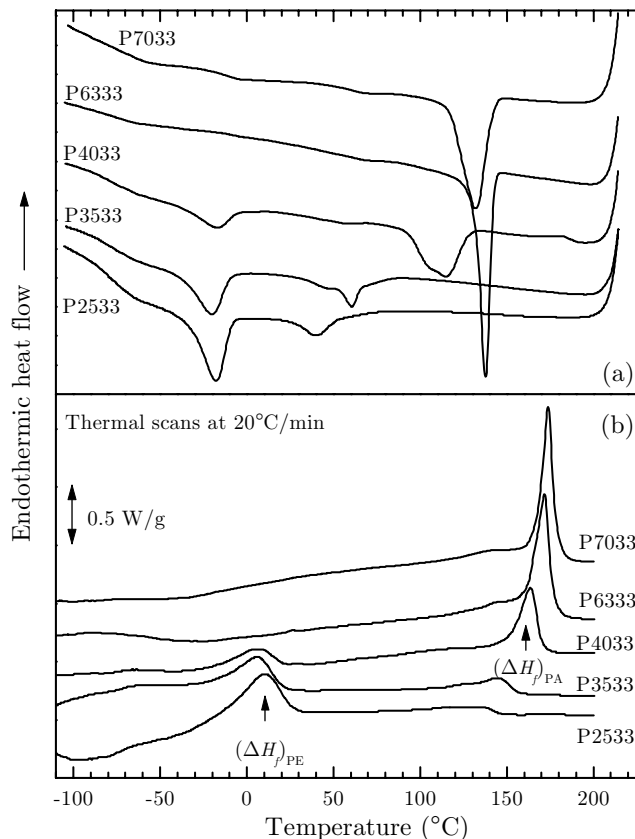 P7033
P6333
P4033
P3533
P2533
(a)
Endothermic heat flow
Thermal scans at 20°C/min
(b)
0.5 W/g
P7033
P6333
P4033
(ΔH_f)_PA
P3533
P2533
(ΔH_f)_PE
-100 -50 0 50 100 150 200
Temperature (°C)